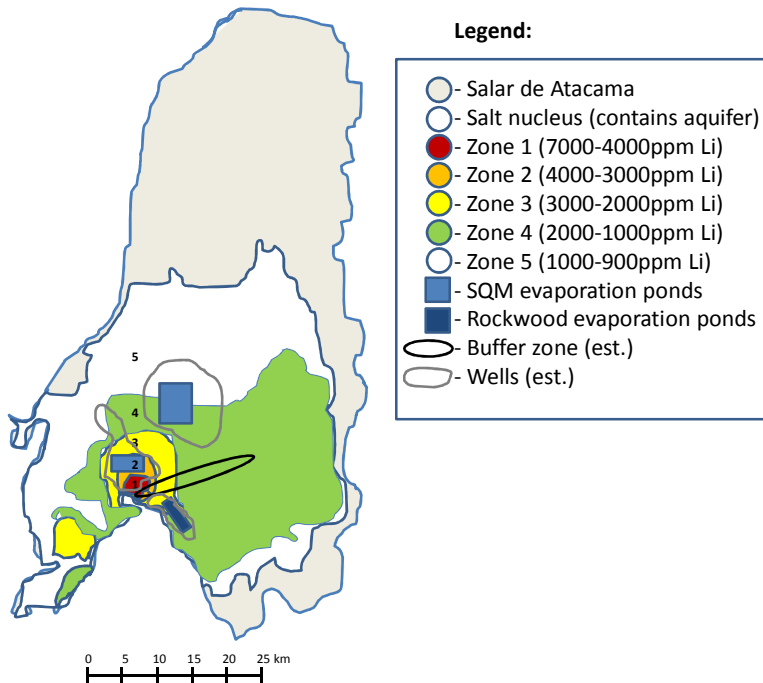 Legend:
- Salar de Atacama
- Salt nucleus (contains aquifer)
- Zone 1 (7000-4000ppm Li)
- Zone 2 (4000-3000ppm Li)
- Zone 3 (3000-2000ppm Li)
- Zone 4 (2000-1000ppm Li)
- Zone 5 (1000-900ppm Li)
- SQM evaporation ponds
- Rockwood evaporation ponds
- Buffer zone (est.)
- Wells (est.)
5
4
3
2
1
0 5 10 15 20 25 km